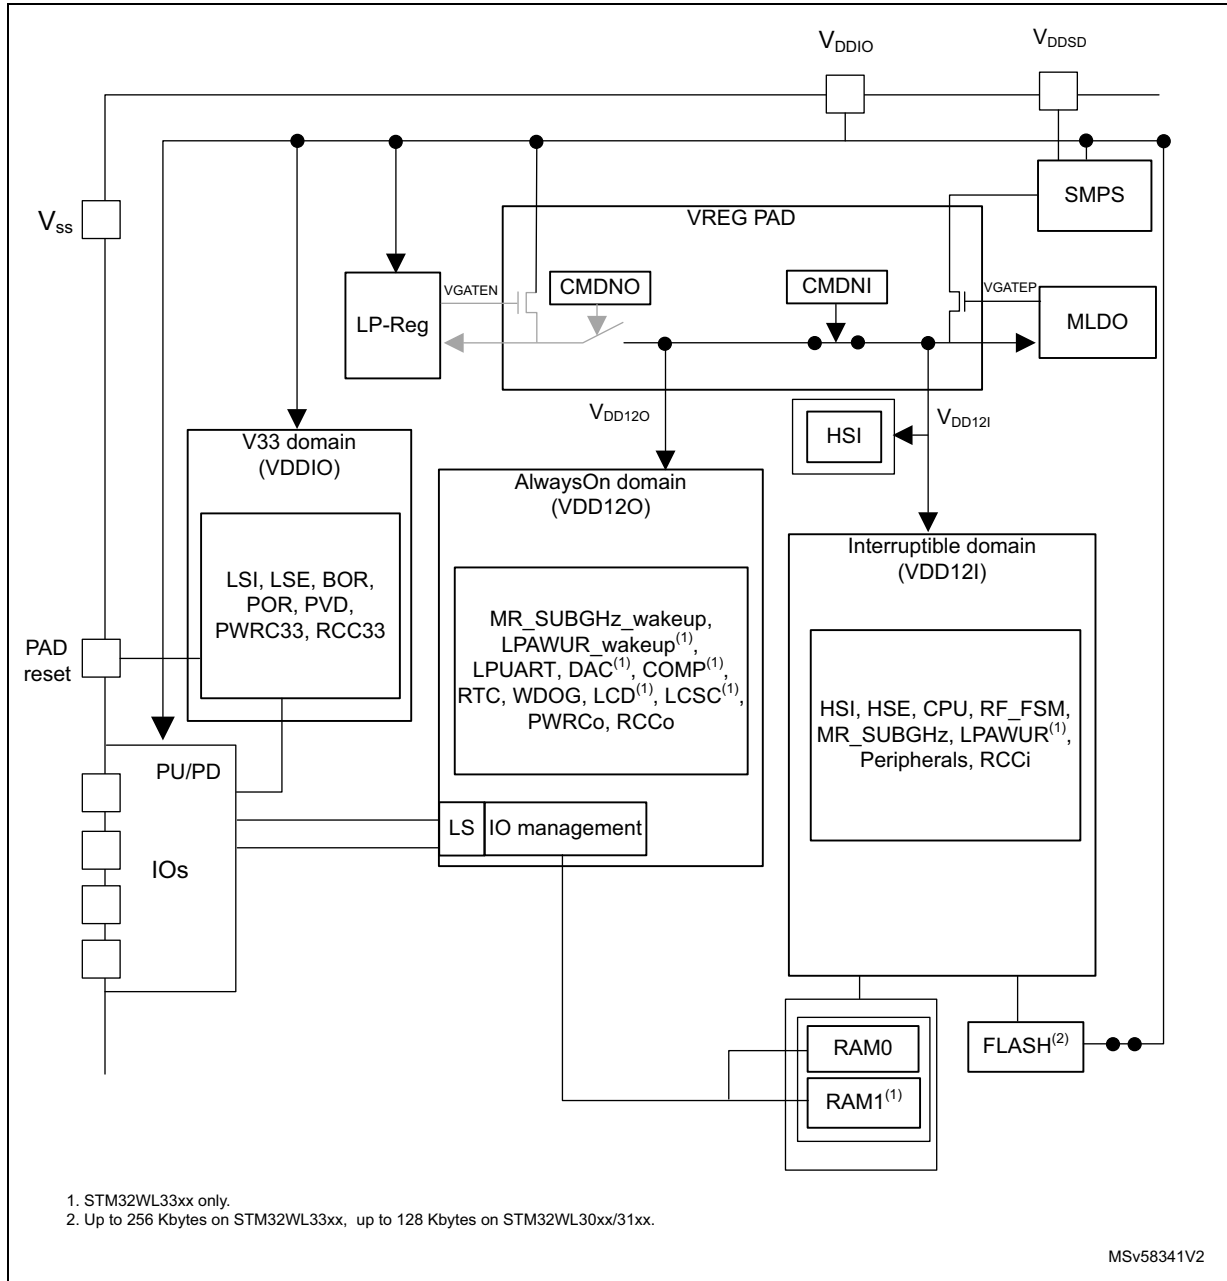 VDDIO
VDDSD
Vss
SMPS
VREG PAD
VGATEN
CMDNO
CMDNI
VGATEP
LP-Reg
MLDO
VDD12O
VDD12I
HSI
V33 domain
(VDDIO)
LSI, LSE, BOR,
POR, PVD,
PWRC33, RCC33
AlwaysOn domain
(VDD12O)
MR_SUBGHz_wakeup,
LPAWUR_wakeup(1),
LPUART, DAC(1), COMP(1),
RTC, WDOG, LCD(1), LCSC(1),
PWRCo, RCCo
Interruptible domain
(VDD12I)
HSI, HSE, CPU, RF_FSM,
MR_SUBGHz, LPAWUR(1),
Peripherals, RCCi
PAD
reset
PU/PD
IOs
LS
IO management
RAM0
RAM1(1)
FLASH(2)
1. STM32WL33xx only.
2. Up to 256 Kbytes on STM32WL33xx, up to 128 Kbytes on STM32WL30xx/31xx.
MSv58341V2